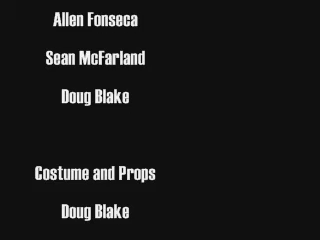 Allen Fonseca
Sean McFarland
Doug Blake
Costume and Props
Doug Blake